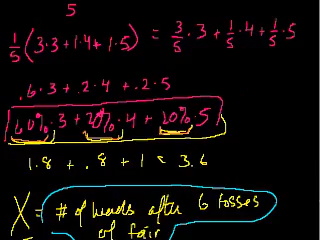 5
1/5 (3·3+1·4+1·5) = 3/5 · 3 + 1/5 · 4 + 1/5 · 5
.6·3 + .2·4 + .2·5
60%·3 + 20%·4 + 20%·5
1.8 + .8 + 1 = 3.6
X = # of heads after 6 tosses
of fair